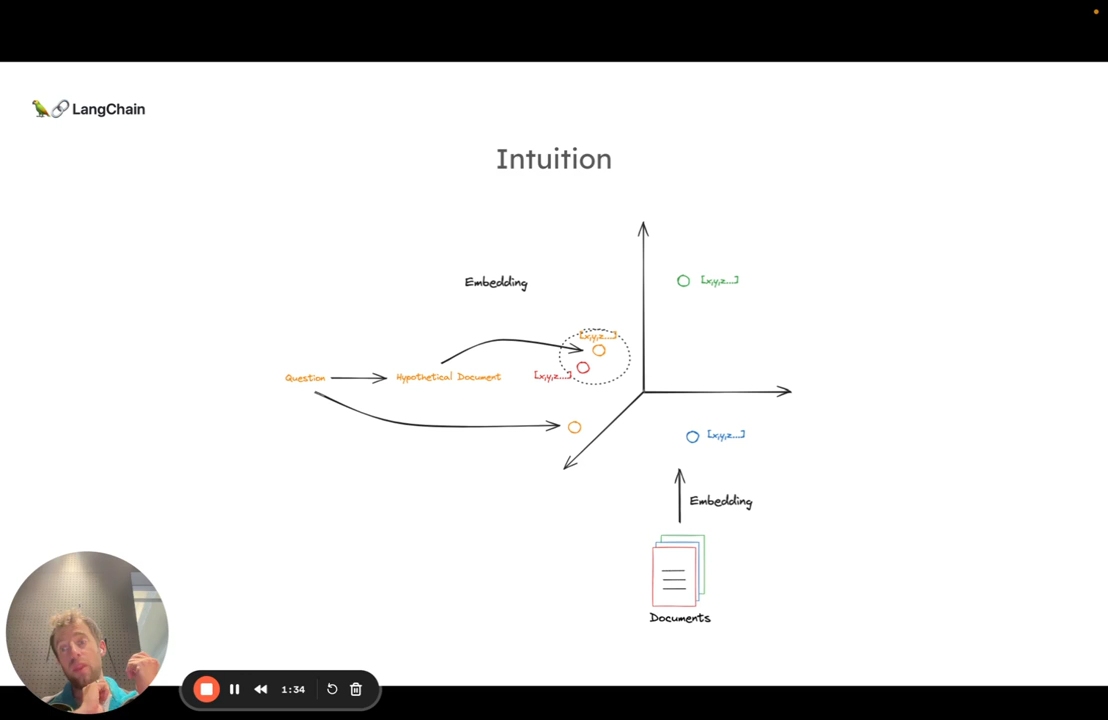 LangChain
Intuition
[x,y,z...]
Embedding
[x,y,z...]
[x,y,z...]
Question
Hypothetical Document
[x,y,z...]
Embedding
Documents
1:34